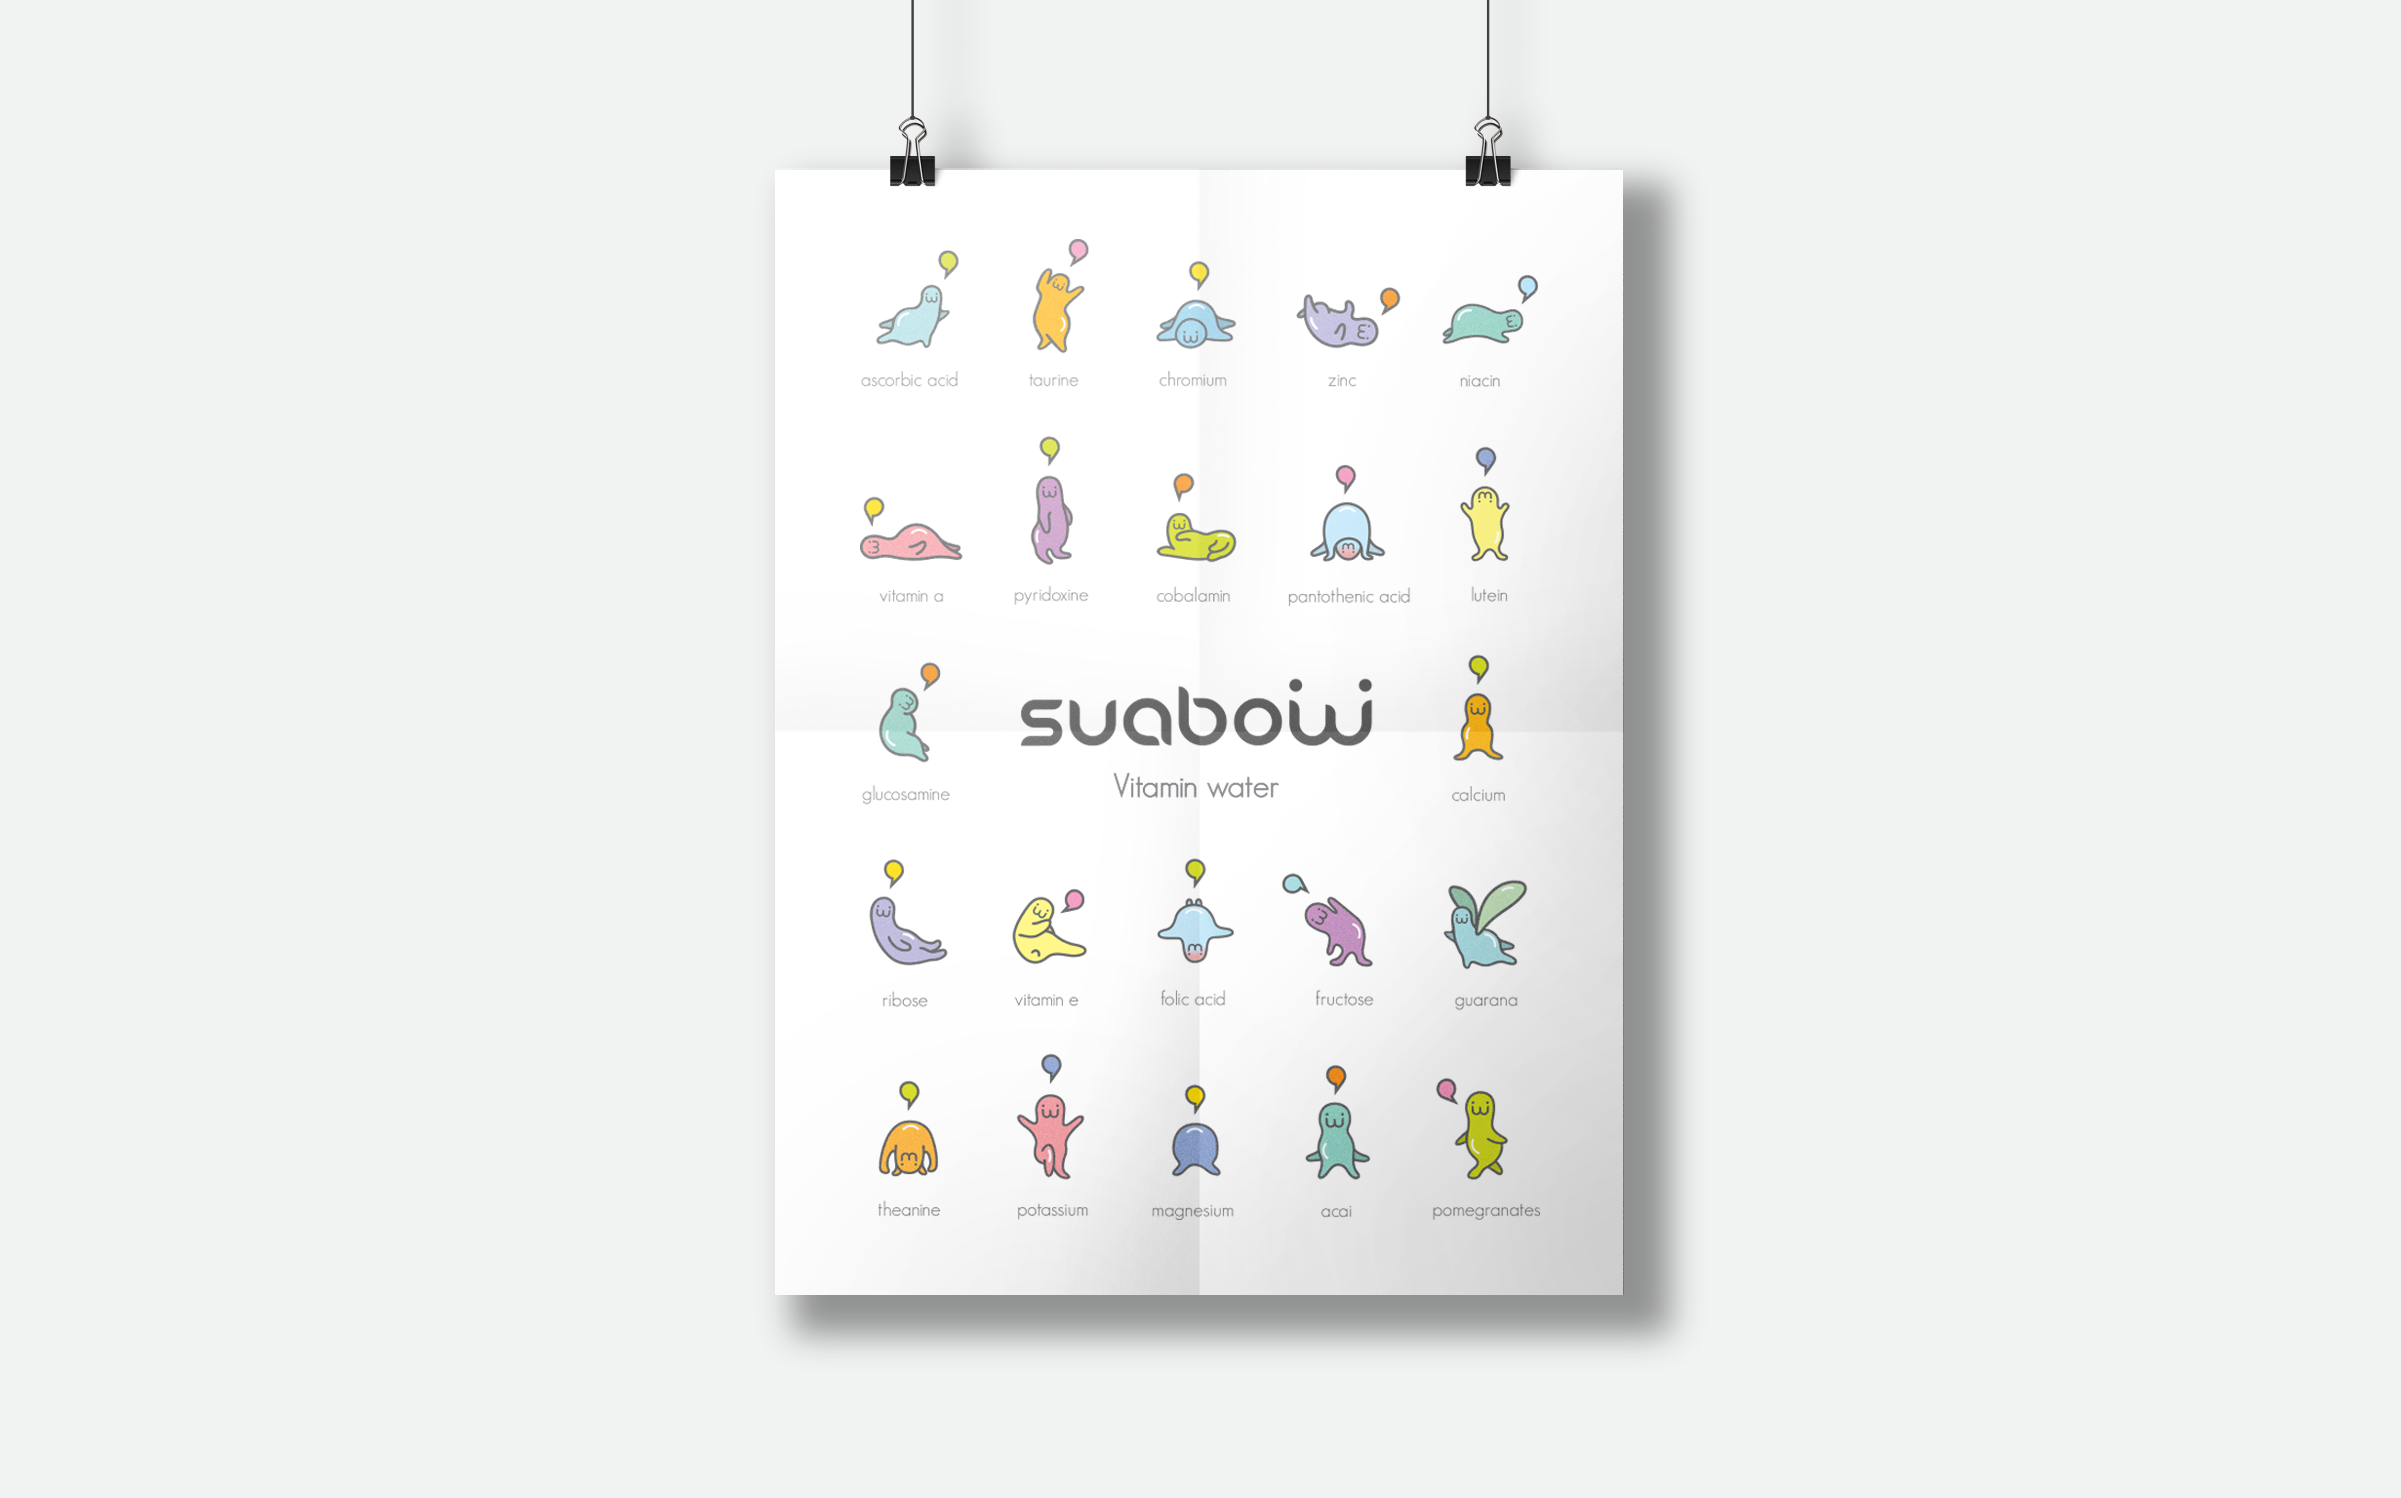 ascorbic acid taurine chromium zinc niacin
vitamin a pyridoxine cobalamin pantothenic acid lutein
suabowi
Vitamin water
glucosamine calcium
ribose vitamin e folic acid fructose guarana
theanine potassium magnesium acai pomegranates